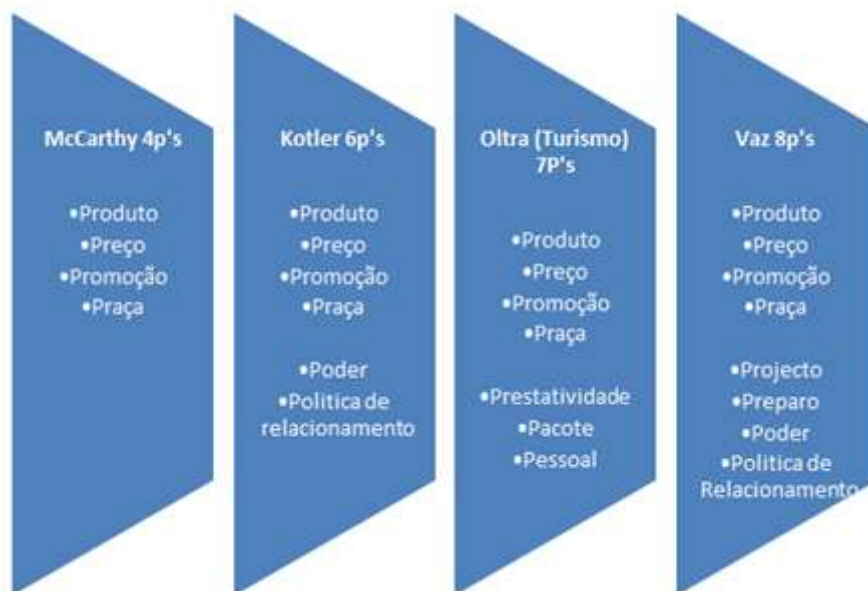 McCarthy 4p's
•Produto
•Preço
•Promoção
•Praça
Kotler 6p's
•Produto
•Preço
•Promoção
•Praça
•Poder
•Politica de
relacionamento
Oltra (Turismo)
7P's
•Produto
•Preço
•Promoção
•Praça
•Prestatividade
•Pacote
•Pessoal
Vaz 8p's
•Produto
•Preço
•Promoção
•Praça
•Projecto
•Preparo
•Poder
•Politica de
Relacionamento